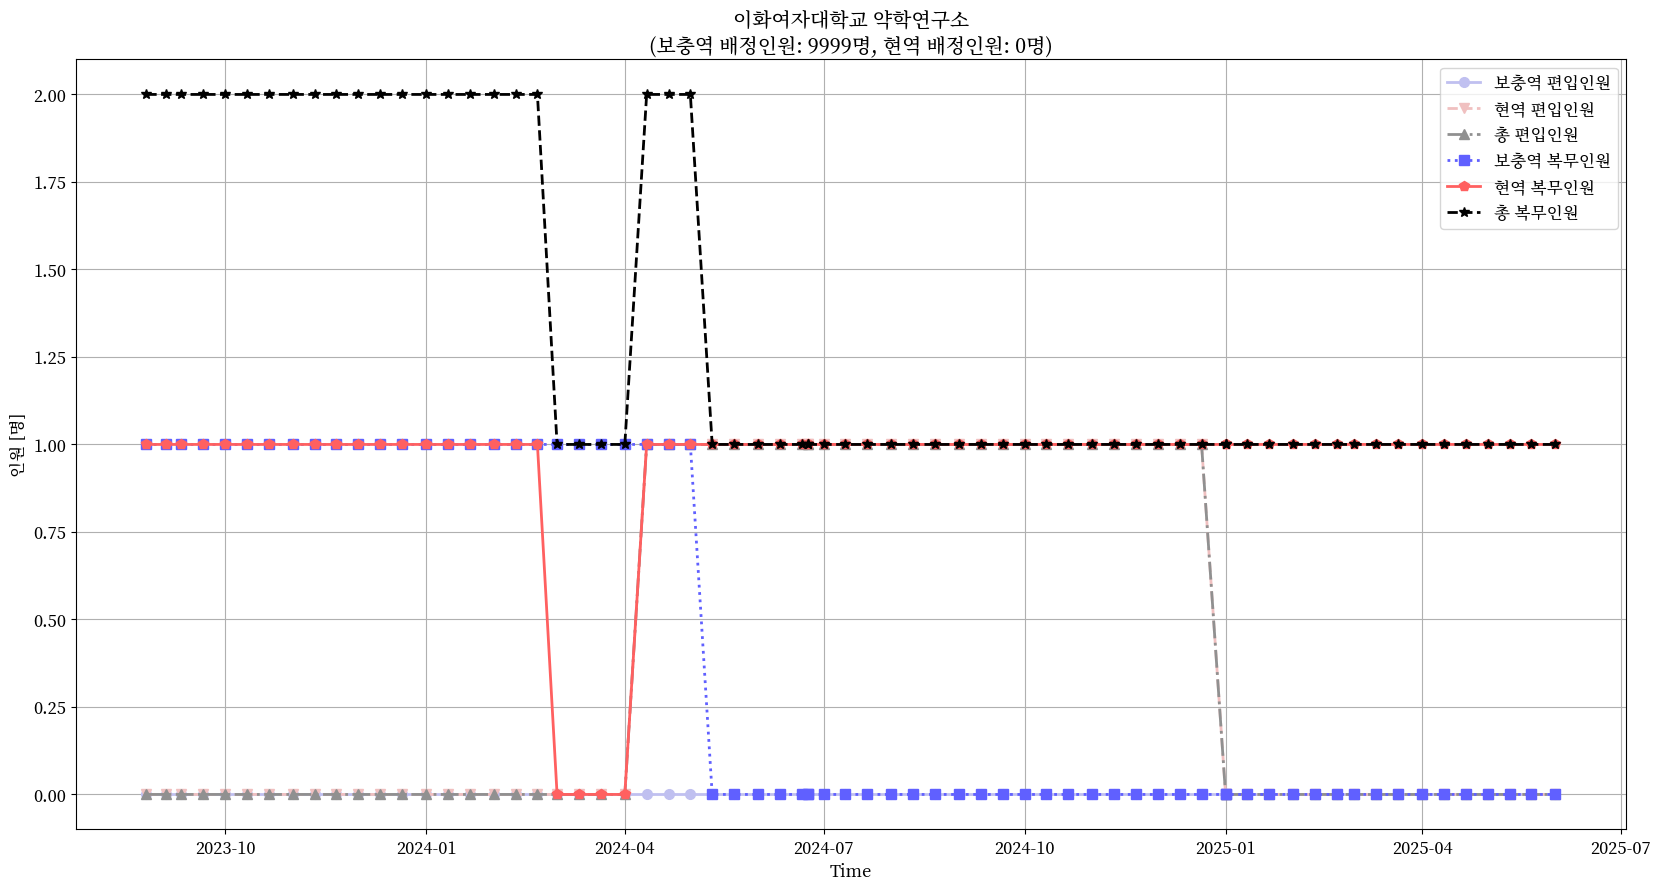 이화여자대학교 약학연구소
(보충역 배정인원: 9999명, 현역 배정인원: 0명)
보충역 편입인원
현역 편입인원
총 편입인원
보충역 복무인원
현역 복무인원
총 복무인원
인원 [명]
2.00
1.75
1.50
1.25
1.00
0.75
0.50
0.25
0.00
2023-10
2024-01
2024-04
2024-07
2024-10
2025-01
2025-04
2025-07
Time